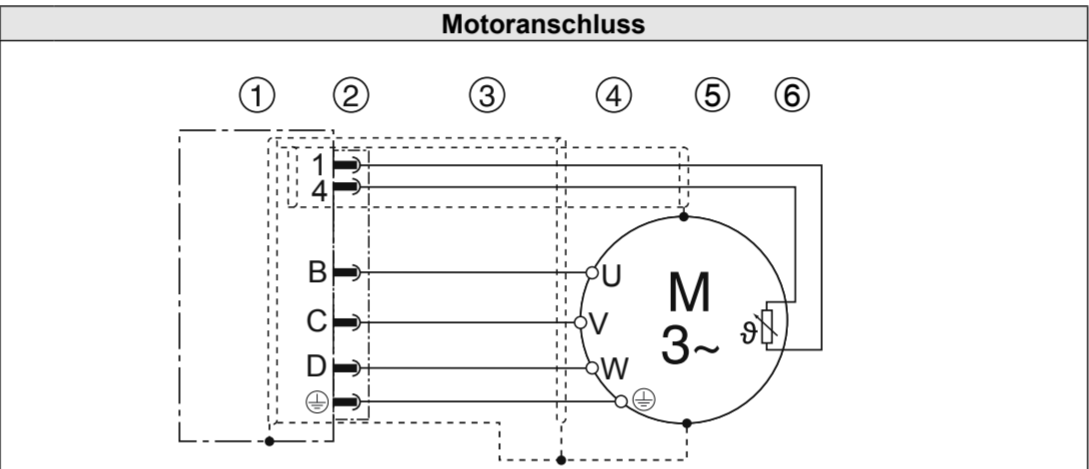 Motoranschluss
① ② ③ ④ ⑤ ⑥
1
4
B U
C V
D W
M
3~
ϑ